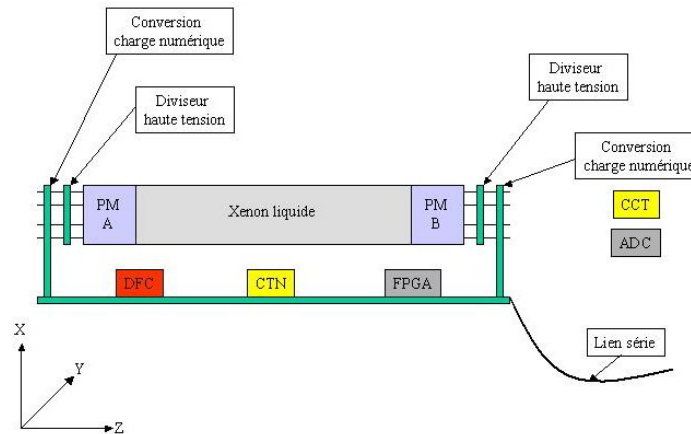 Conversion
charge numérique
Diviseur
haute tension
Diviseur
haute tension
Conversion
charge numérique
PM
A
Xenon liquide
PM
B
CCT
ADC
DFC
CTN
FPGA
Lien série
X
Y
Z